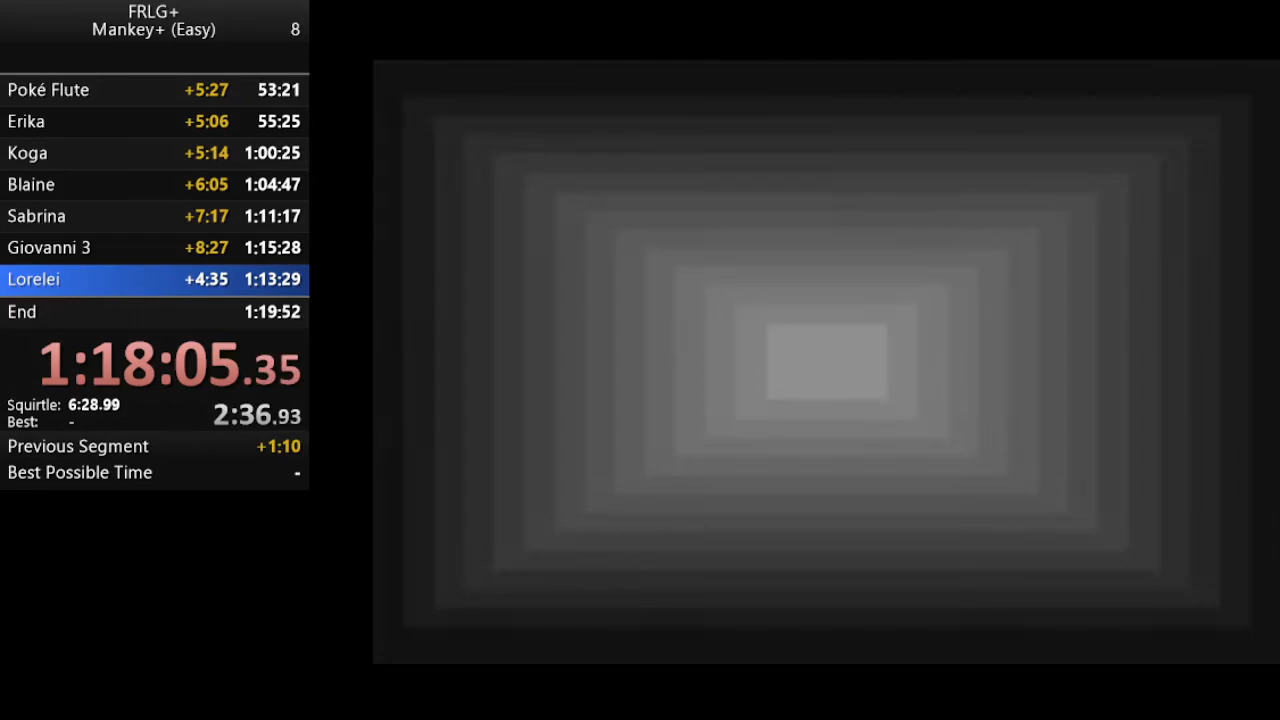 FRLG+
Mankey+ (Easy) 8
Poké Flute +5:27 53:21
Erika +5:06 55:25
Koga +5:14 1:00:25
Blaine +6:05 1:04:47
Sabrina +7:17 1:11:17
Giovanni 3 +8:27 1:15:28
Lorelei +4:35 1:13:29
End 1:19:52
1:18:05.35
Squirtle: 6:28.99 2:36.93
Best: -
Previous Segment +1:10
Best Possible Time -